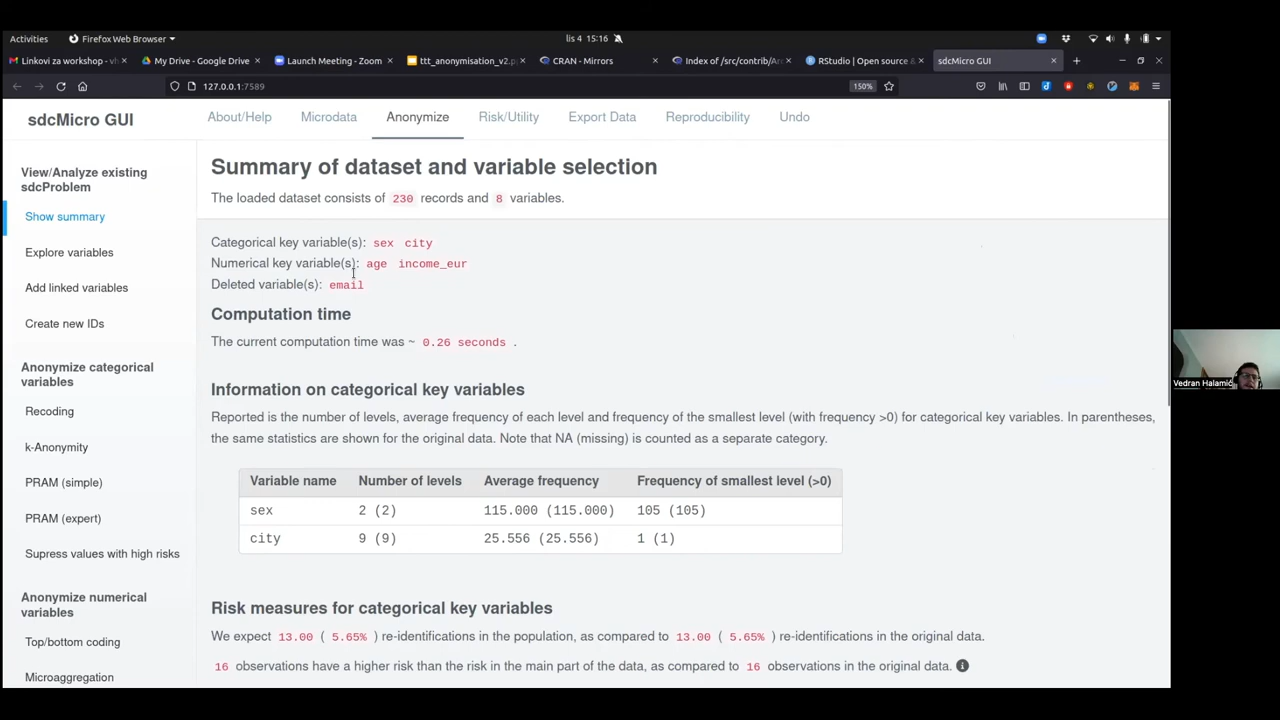 Activities Firefox Web Browser lis 4 15:16
Linkovi za workshop - vh My Drive - Google Drive Launch Meeting - Zoom ttt_anonymisation_v2.p CRAN - Mirrors Index of /src/contrib/Ar RStudio | Open source & sdcMicro GUI
127.0.0.1:7589 150%
sdcMicro GUI
About/Help Microdata Anonymize Risk/Utility Export Data Reproducibility Undo
View/Analyze existing
sdcProblem
Show summary
Explore variables
Add linked variables
Create new IDs
Anonymize categorical
variables
Recoding
k-Anonymity
PRAM (simple)
PRAM (expert)
Supress values with high risks
Anonymize numerical
variables
Top/bottom coding
Microaggregation
Summary of dataset and variable selection
The loaded dataset consists of 230 records and 8 variables.
Categorical key variable(s): sex city
Numerical key variable(s): age income_eur
Deleted variable(s): email
Computation time
The current computation time was ~ 0.26 seconds .
Information on categorical key variables
Reported is the number of levels, average frequency of each level and frequency of the smallest level (with frequency >0) for categorical key variables. In parentheses,
the same statistics are shown for the original data. Note that NA (missing) is counted as a separate category.
Variable name Number of levels Average frequency Frequency of smallest level (>0)
sex 2 (2) 115.000 (115.000) 105 (105)
city 9 (9) 25.556 (25.556) 1 (1)
Risk measures for categorical key variables
We expect 13.00 ( 5.65% ) re-identifications in the population, as compared to 13.00 ( 5.65% ) re-identifications in the original data.
16 observations have a higher risk than the risk in the main part of the data, as compared to 16 observations in the original data.
Vedran Halamić